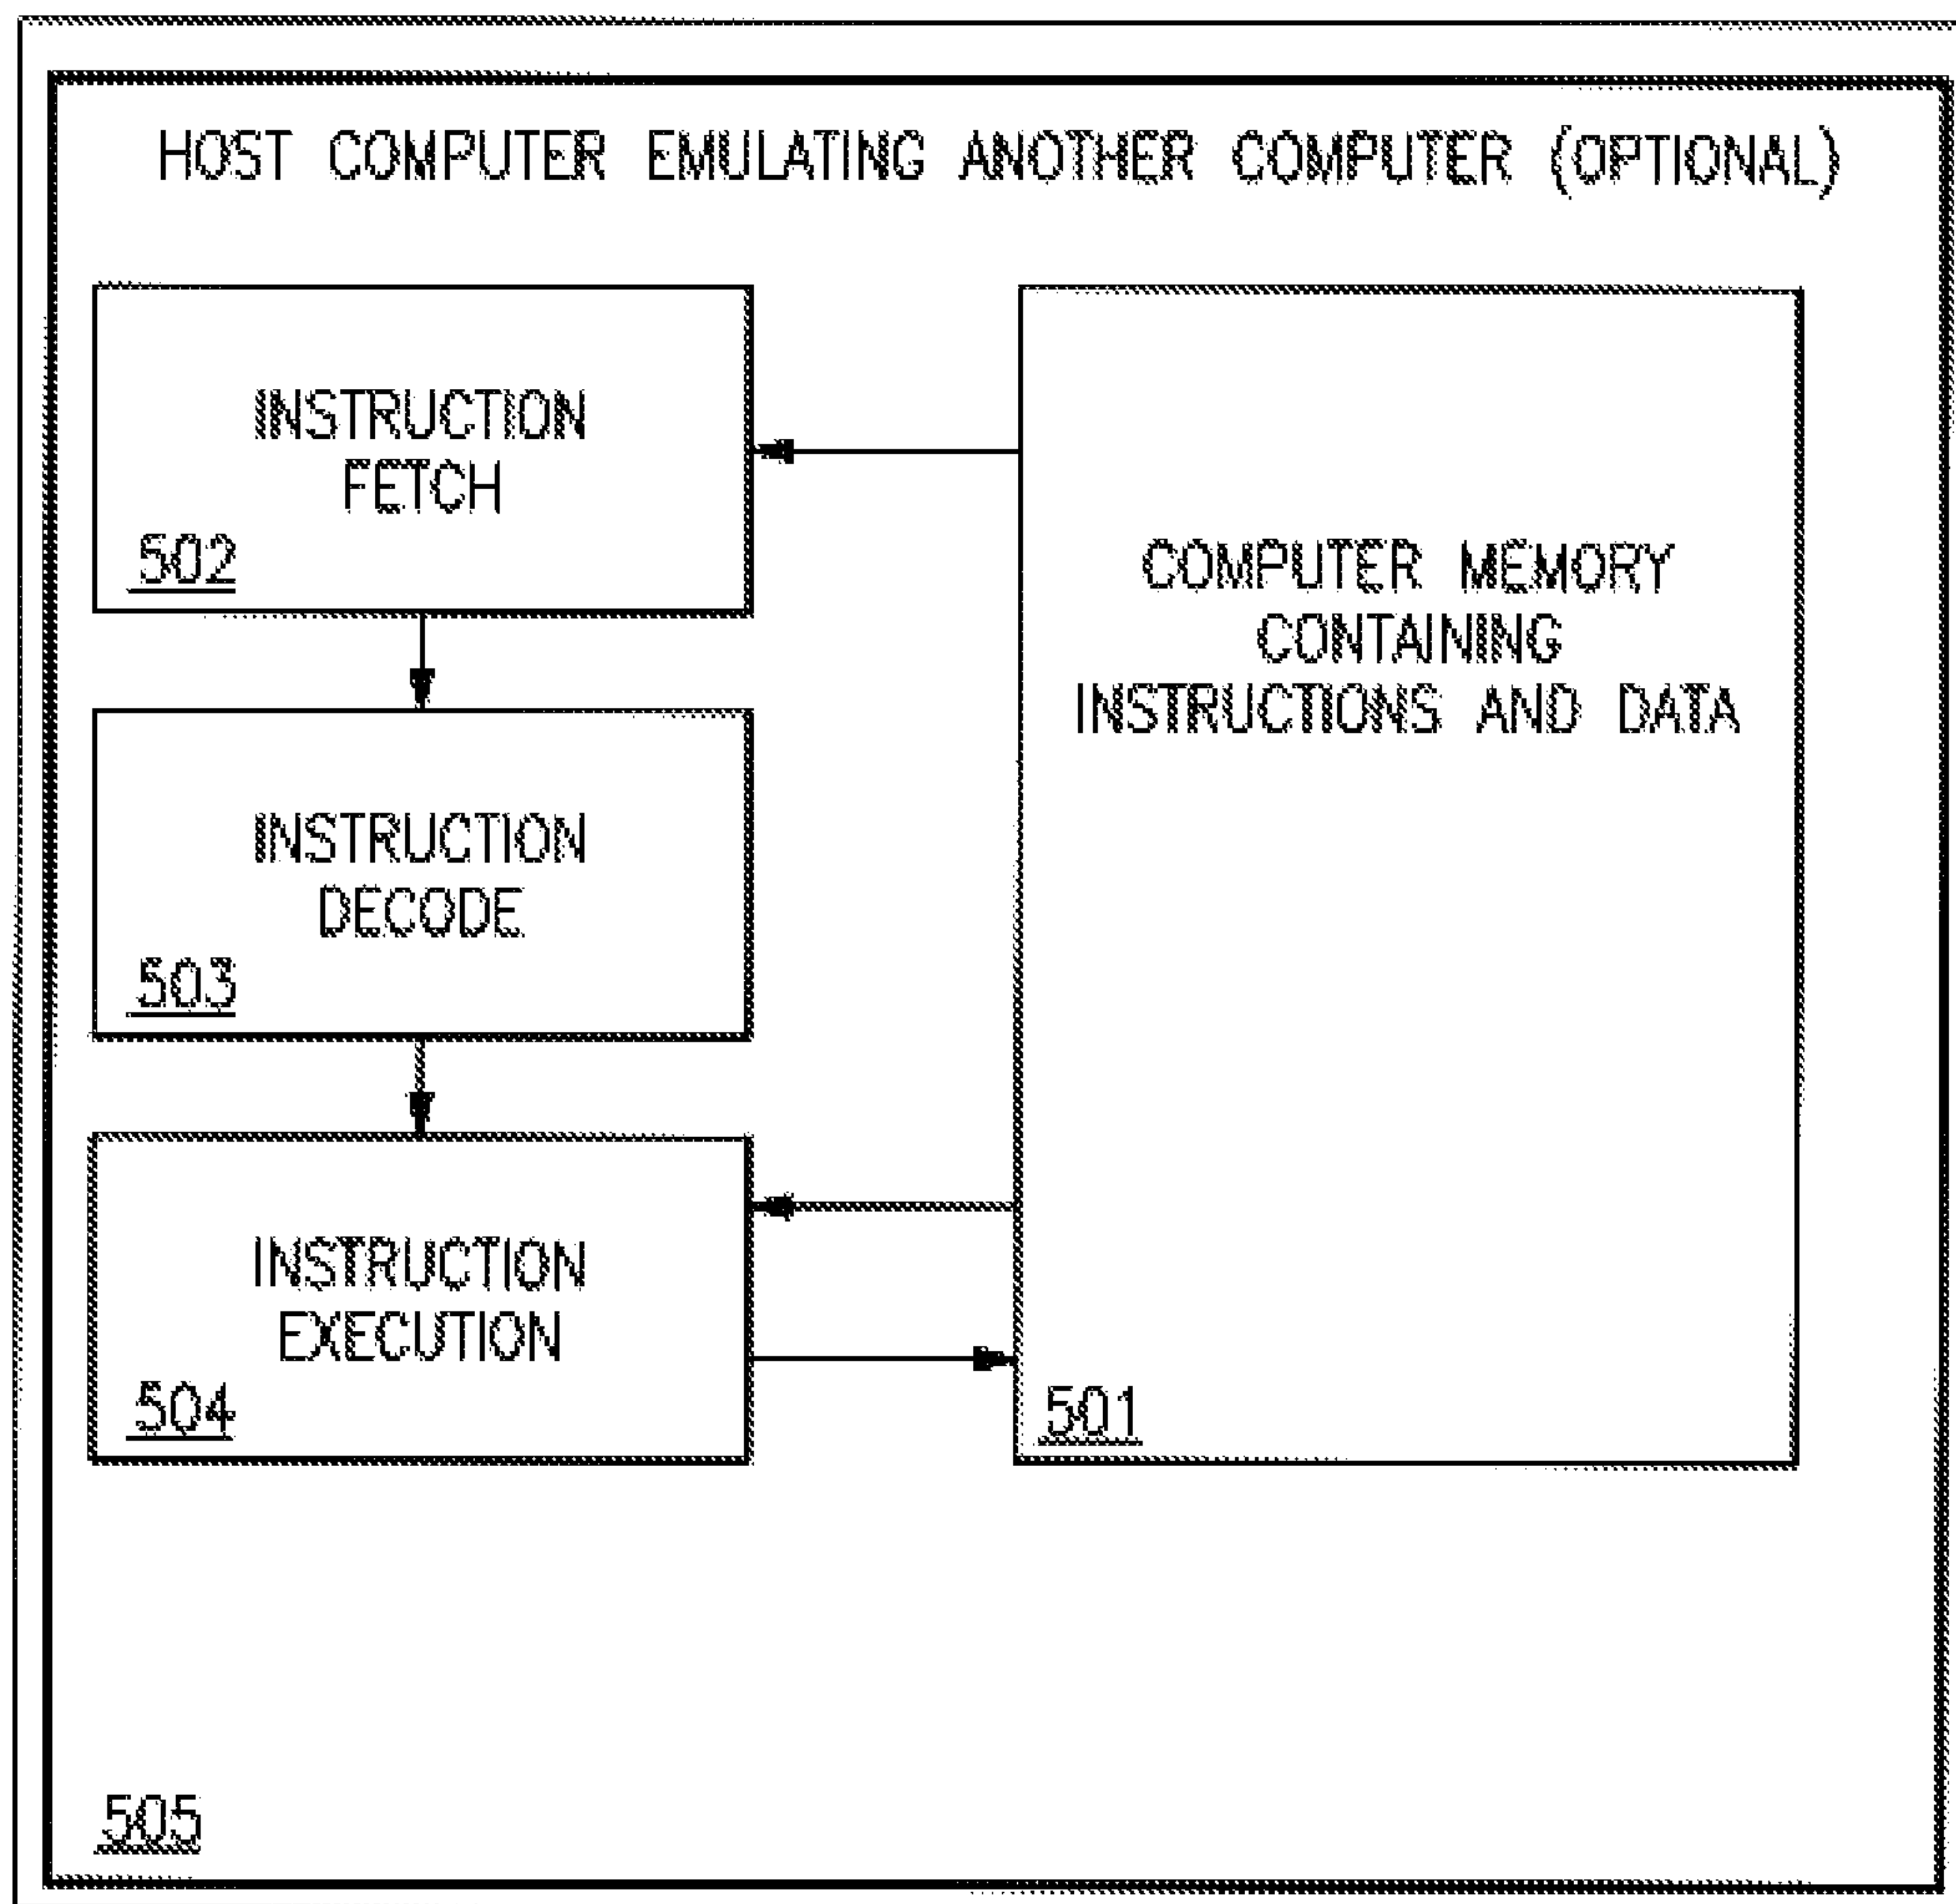 HOST COMPUTER EMULATING ANOTHER COMPUTER (OPTIONAL)
INSTRUCTION
FETCH
502
COMPUTER MEMORY
CONTAINING
INSTRUCTIONS AND DATA
INSTRUCTION
DECODE
503
INSTRUCTION
EXECUTION
504
501
505